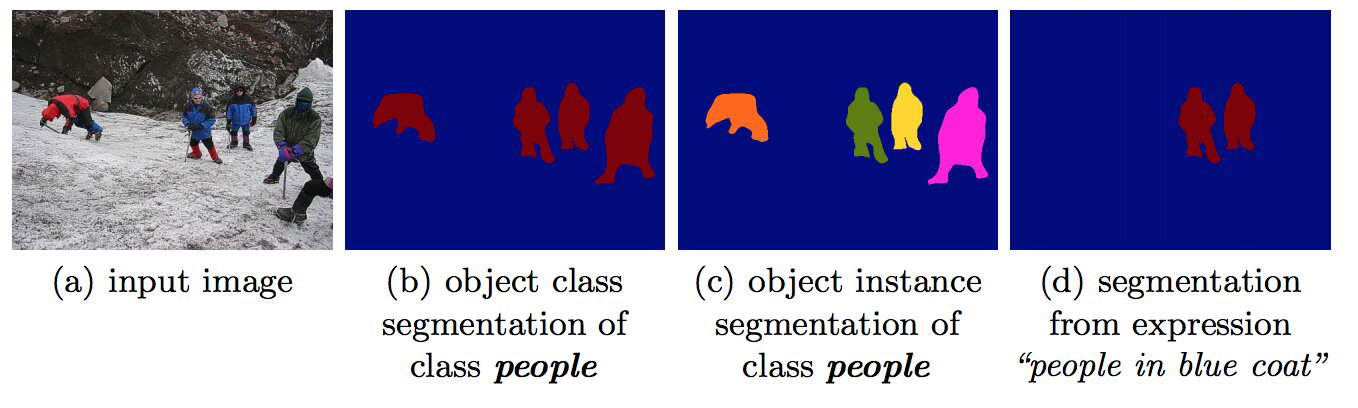 (a) input image
(b) object class
segmentation of
class people
(c) object instance
segmentation of
class people
(d) segmentation
from expression
“people in blue coat”